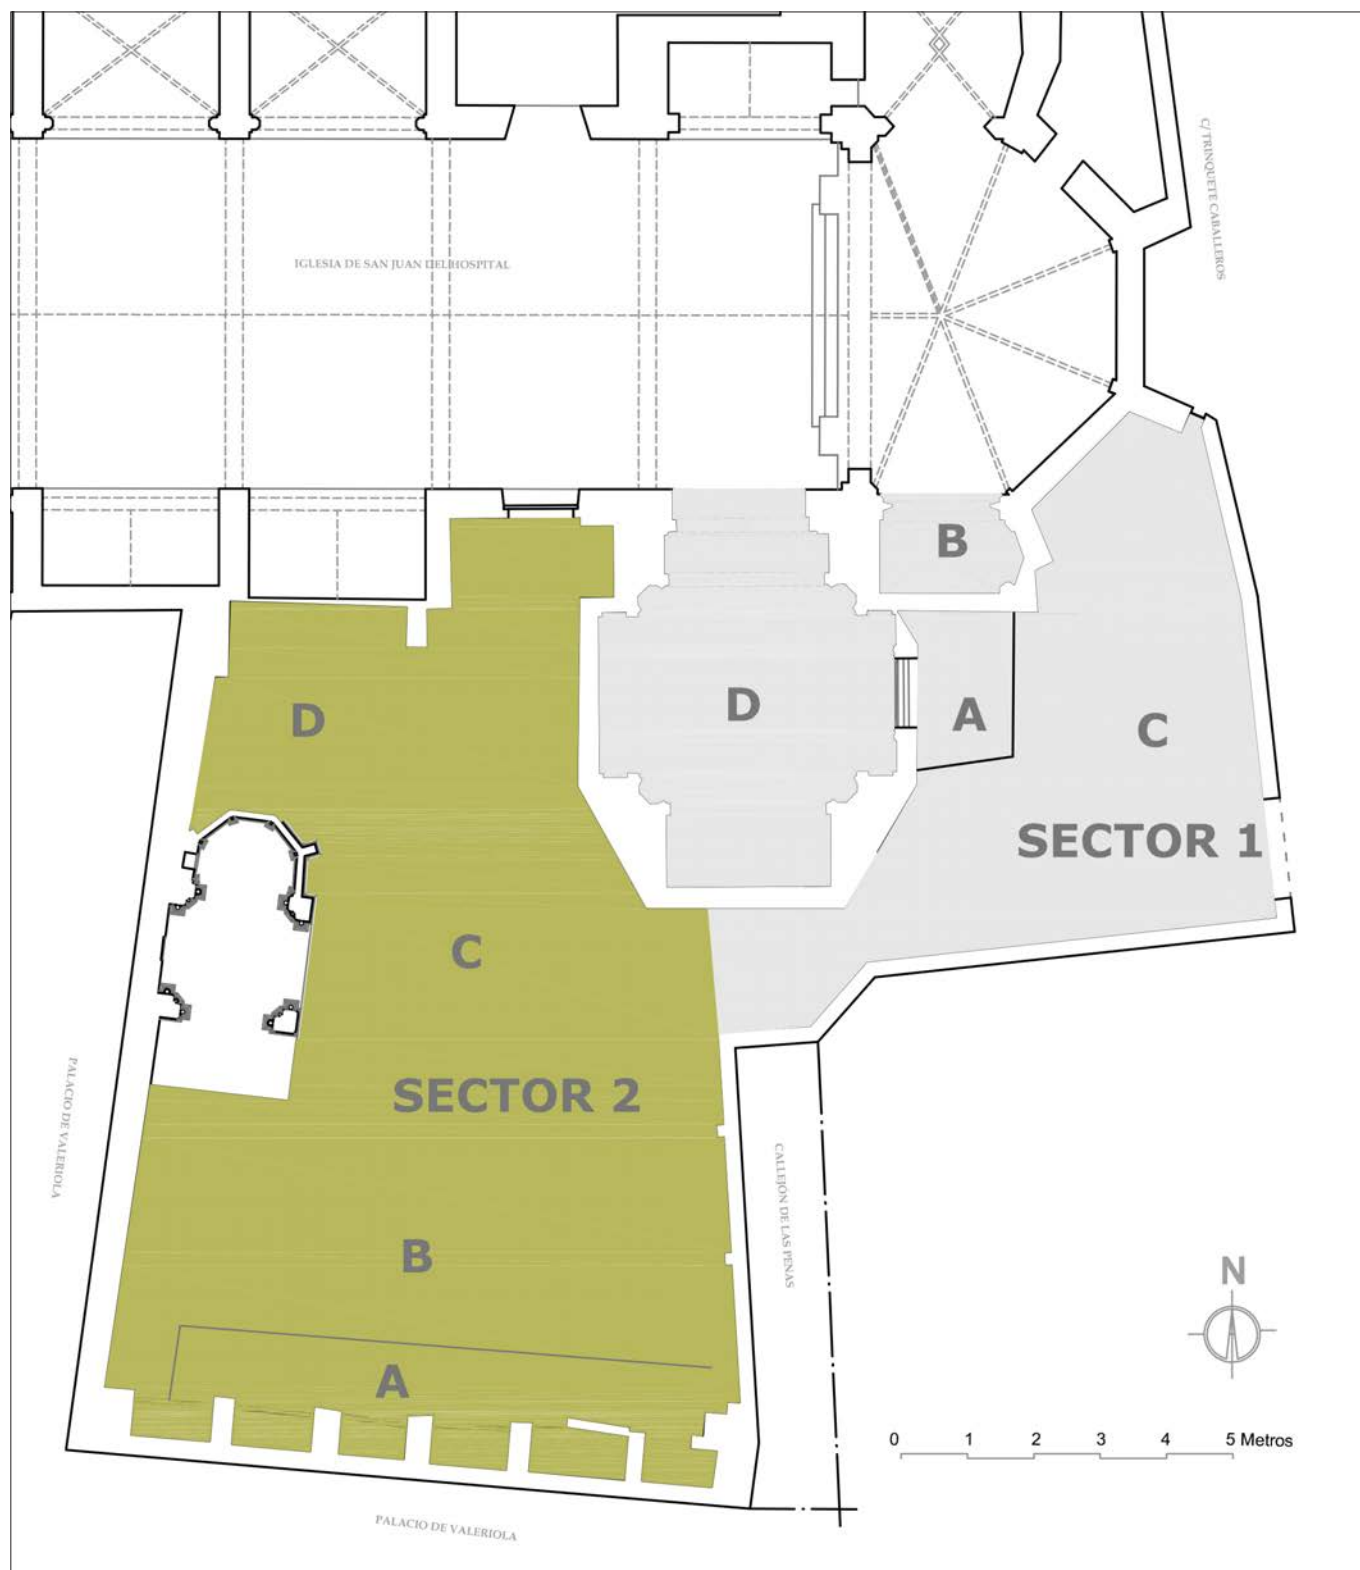 C/ TRINQUETE CABALLEROS
IGLESIA DE SAN JUAN DEL HOSPITAL
B
D
D
A
C
SECTOR 1
C
SECTOR 2
PALACIO DE VALERIOLA
CALLEJÓN DE LAS PENAS
B
N
A
0 1 2 3 4 5 Metros
PALACIO DE VALERIOLA